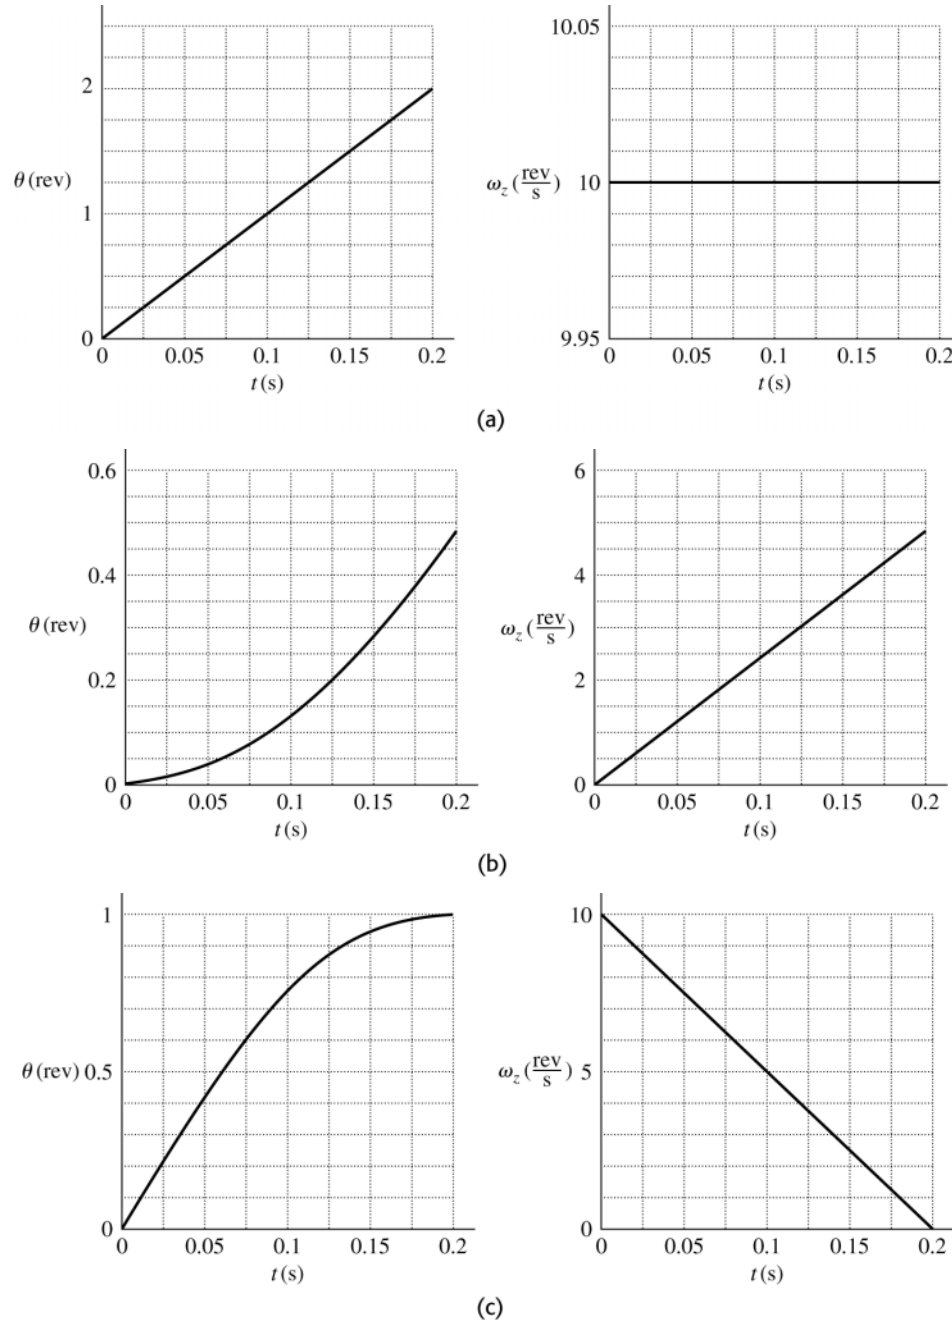 2
θ (rev)
1
0
0 0.05 0.1 0.15 0.2
t (s)
10.05
ω_z (rev/s) 10
9.95
0 0.05 0.1 0.15 0.2
t (s)
(a)
0.6
0.4
θ (rev)
0.2
0
0 0.05 0.1 0.15 0.2
t (s)
6
4
ω_z (rev/s)
2
0
0 0.05 0.1 0.15 0.2
t (s)
(b)
1
θ (rev) 0.5
0
0 0.05 0.1 0.15 0.2
t (s)
10
ω_z (rev/s) 5
0
0 0.05 0.1 0.15 0.2
t (s)
(c)